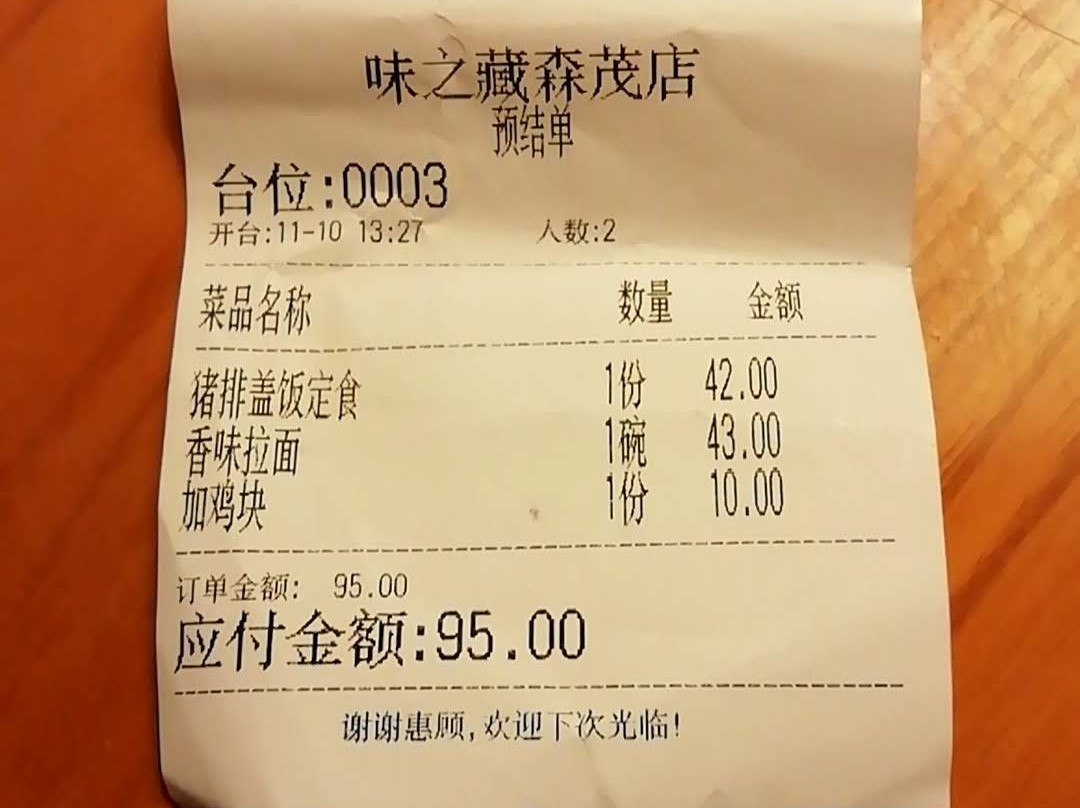 味之藏森茂店
预结单
台位:0003
开台:11-10 13:27 人数:2
菜品名称 数量 金额
猪排盖饭定食 1份 42.00
香味拉面 1碗 43.00
加鸡块 1份 10.00
订单金额: 95.00
应付金额:95.00
谢谢惠顾,欢迎下次光临!